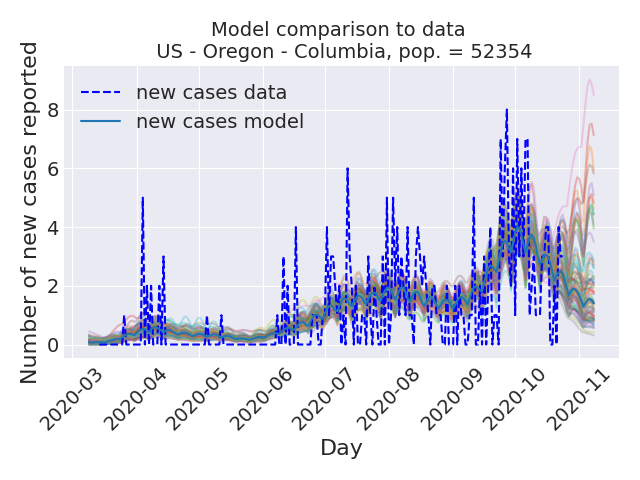 Model comparison to data
US - Oregon - Columbia, pop. = 52354
new cases data
new cases model
Number of new cases reported
8
6
4
2
0
2020-03
2020-04
2020-05
2020-06
2020-07
2020-08
2020-09
2020-10
2020-11
Day